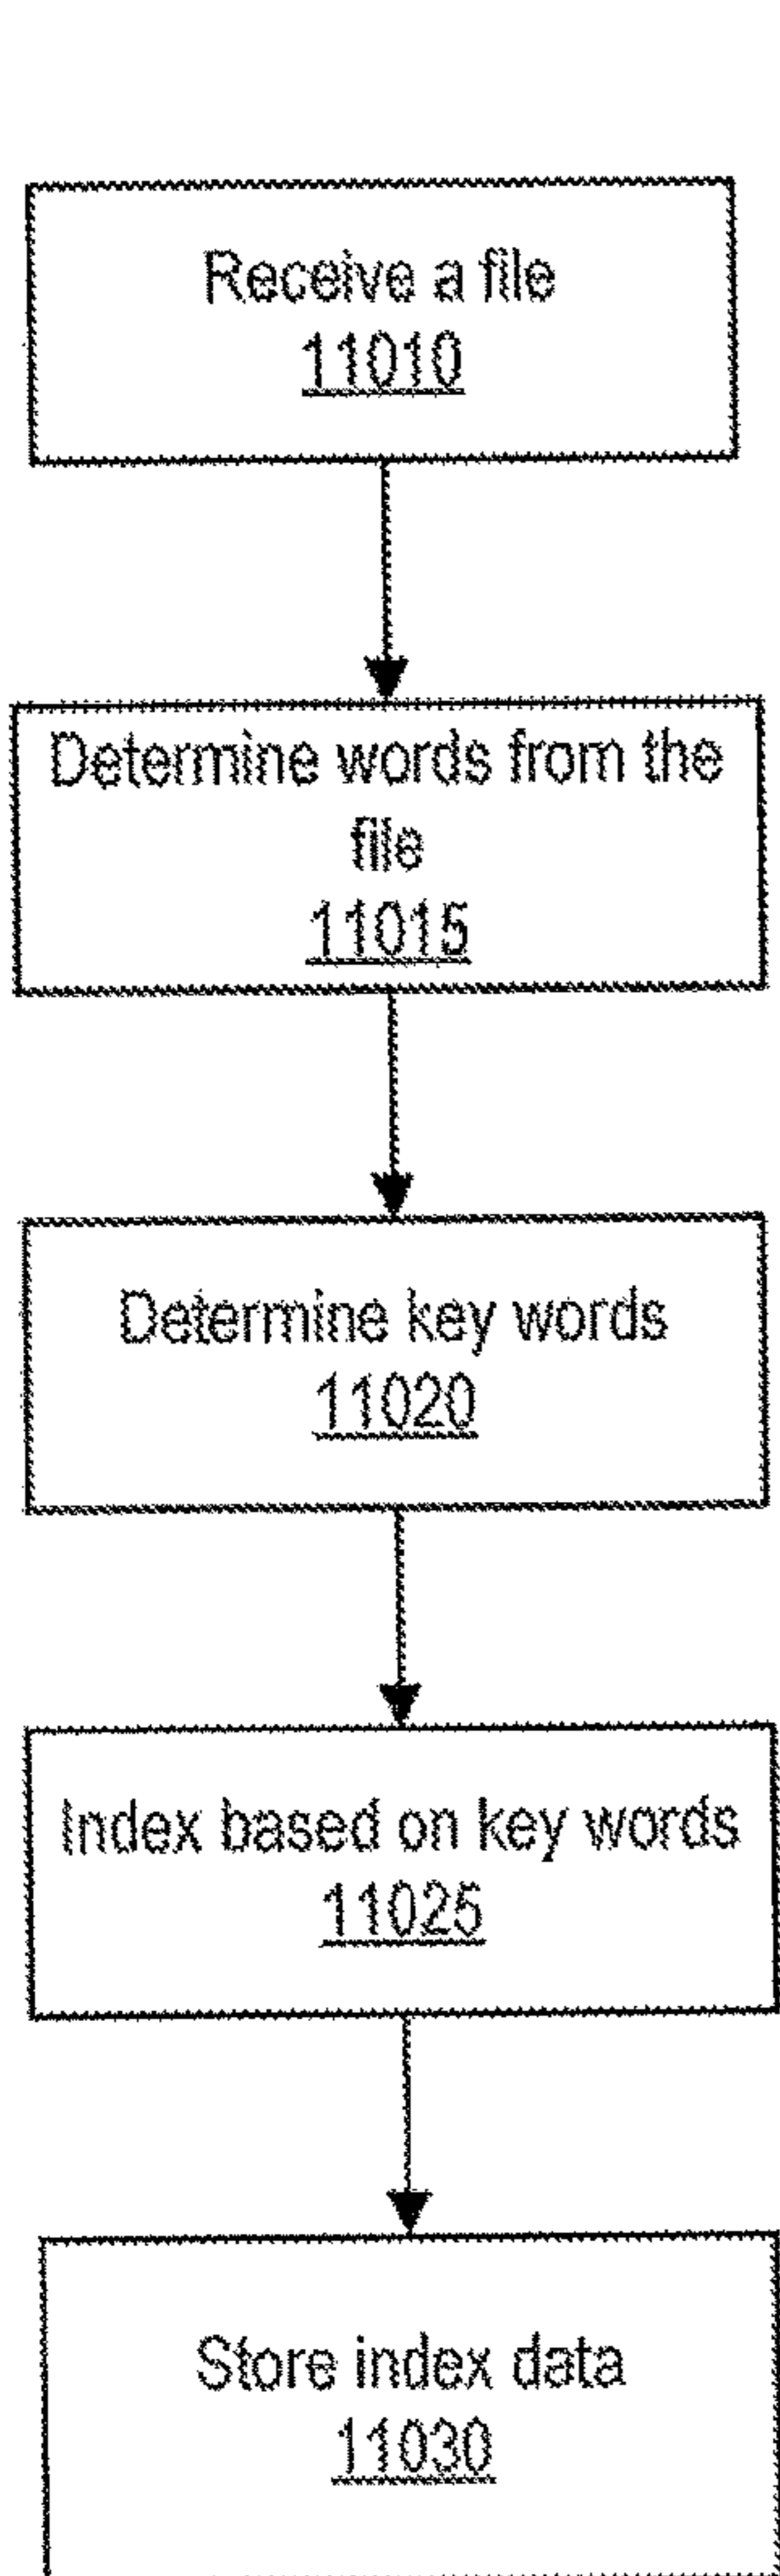 Receive a file
11010
Determine words from the
file
11015
Determine key words
11020
Index based on key words
11025
Store index data
11030